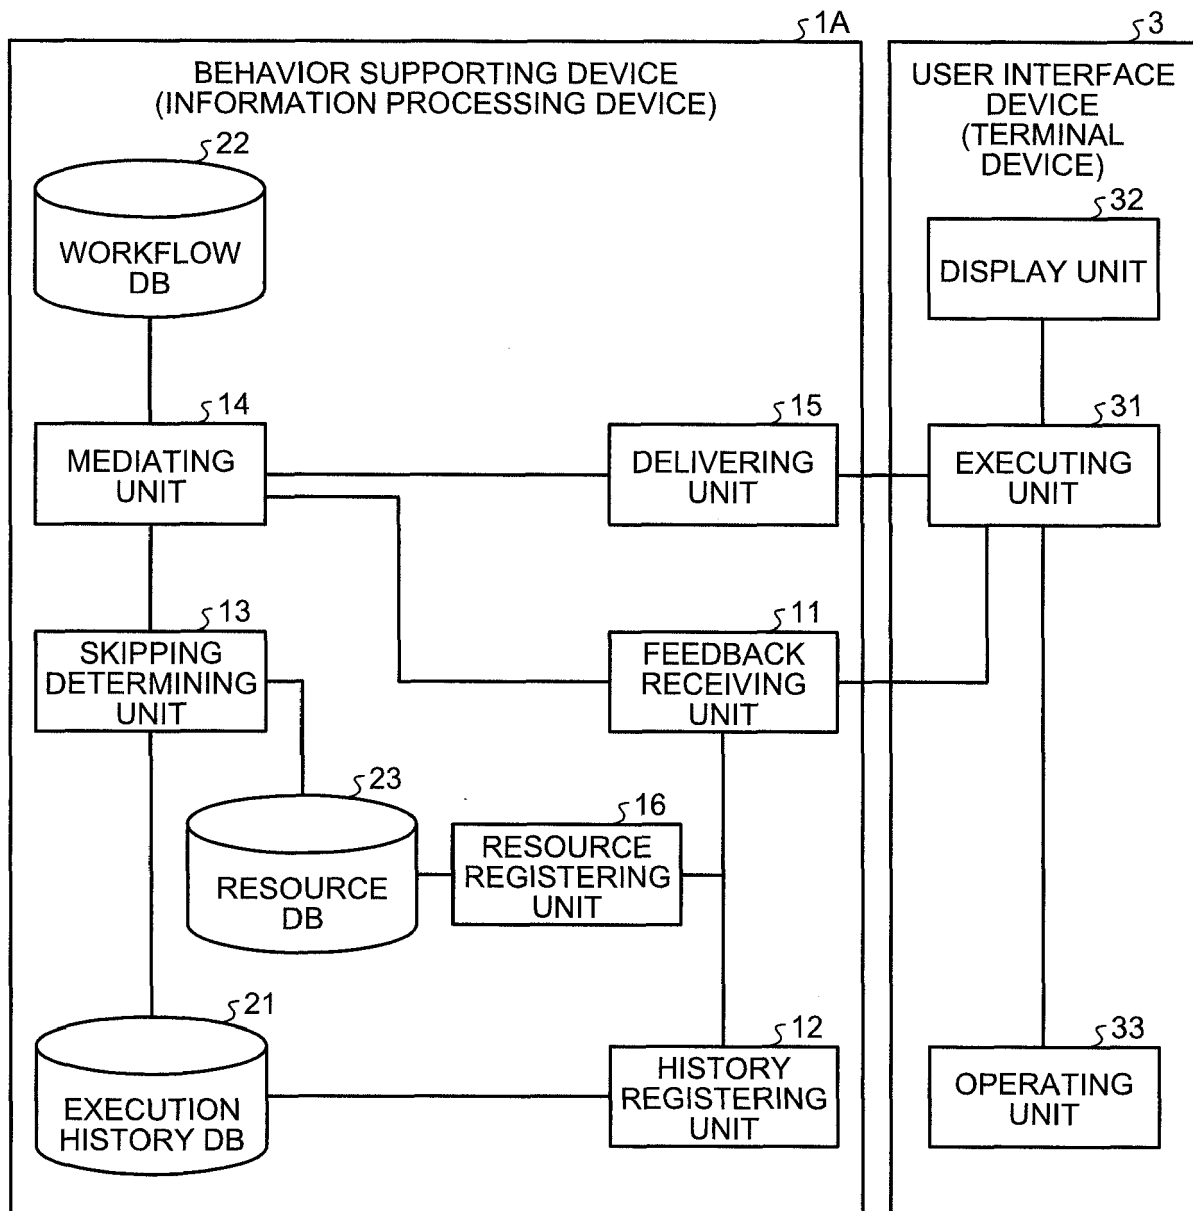 1A
BEHAVIOR SUPPORTING DEVICE
(INFORMATION PROCESSING DEVICE)
22
WORKFLOW
DB
14
MEDIATING
UNIT
15
DELIVERING
UNIT
13
SKIPPING
DETERMINING
UNIT
11
FEEDBACK
RECEIVING
UNIT
23
RESOURCE
DB
16
RESOURCE
REGISTERING
UNIT
21
EXECUTION
HISTORY DB
12
HISTORY
REGISTERING
UNIT
3
USER INTERFACE
DEVICE
(TERMINAL
DEVICE)
32
DISPLAY UNIT
31
EXECUTING
UNIT
33
OPERATING
UNIT